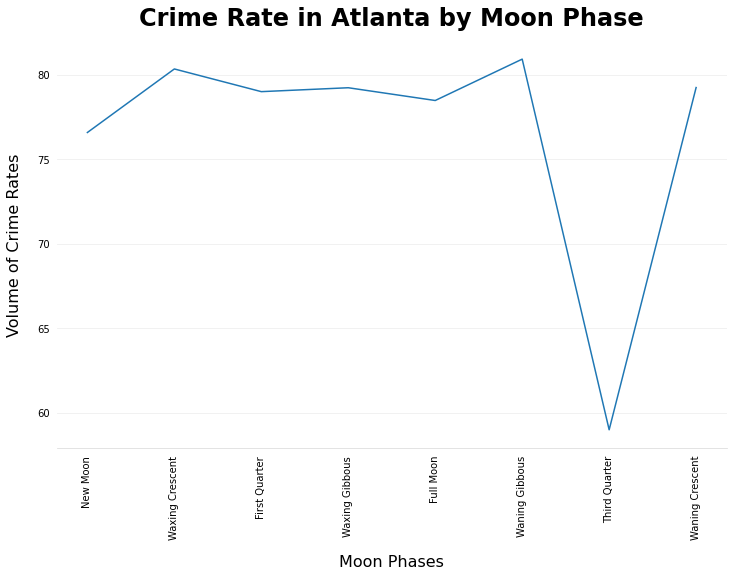 Crime Rate in Atlanta by Moon Phase
Volume of Crime Rates
80
75
70
65
60
New Moon
Waxing Crescent
First Quarter
Waxing Gibbous
Full Moon
Waning Gibbous
Third Quarter
Waning Crescent
Moon Phases